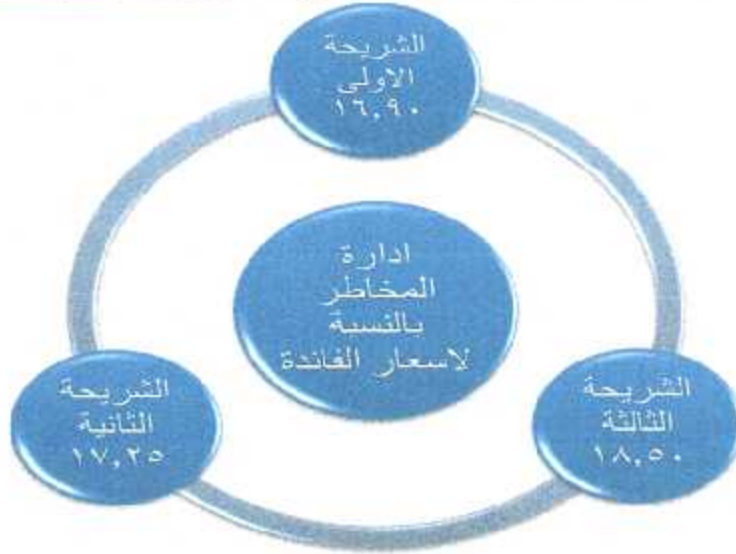 الشريحة
الاولى
١٦,٩٠
ادارة
المخاطر
بالنسبة
لاسعار الفائدة
الشريحة
الثالثة
١٨,٥٠
الشريحة
الثانية
١٧,٢٥